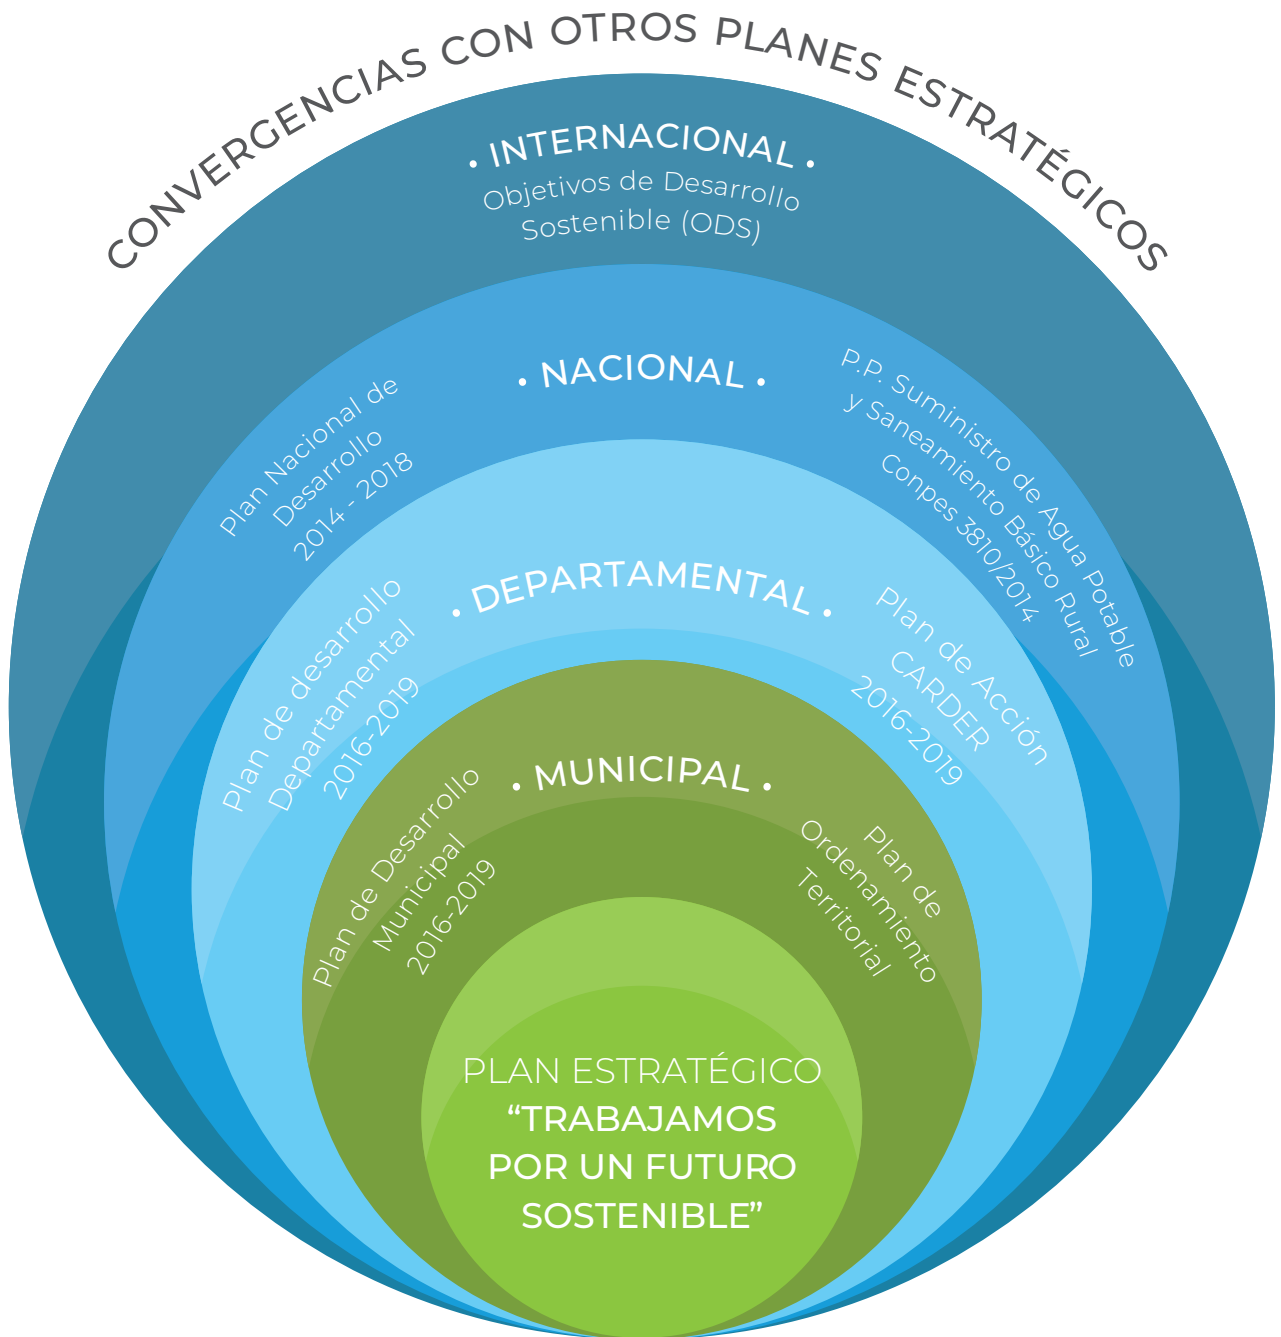 CONVERGENCIAS CON OTROS PLANES ESTRATÉGICOS
• INTERNACIONAL •
Objetivos de Desarrollo
Sostenible (ODS)
• NACIONAL •
Plan Nacional de
Desarrollo
2014 - 2018
P.P. Suministro de Agua Potable
y Saneamiento Básico Rural
Conpes 3810/2014
• DEPARTAMENTAL •
Plan de desarrollo
Departamental
2016-2019
Plan de Acción
CARDER
2016-2019
• MUNICIPAL •
Plan de Desarrollo
Municipal
2016-2019
Plan de
Ordenamiento
Territorial
PLAN ESTRATÉGICO
“TRABAJAMOS
POR UN FUTURO
SOSTENIBLE”